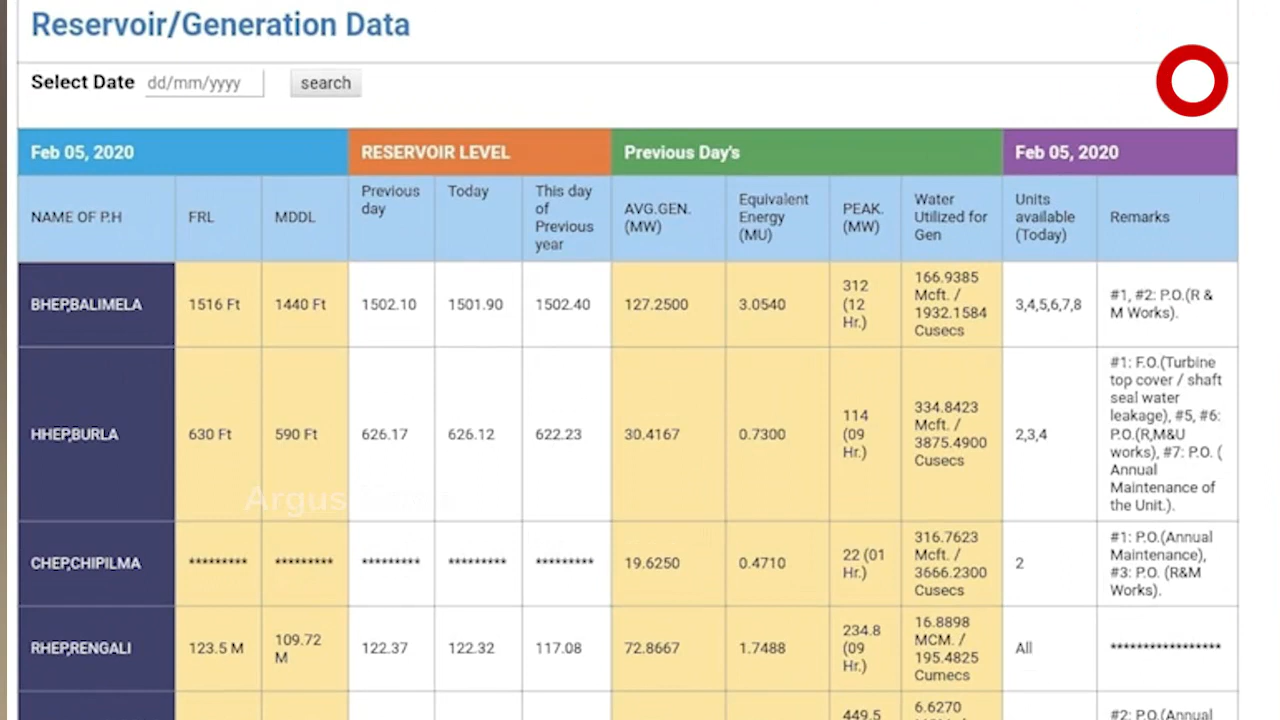 Reservoir/Generation Data
Select Date dd/mm/yyyy search
Feb 05, 2020 RESERVOIR LEVEL Previous Day's Feb 05, 2020
NAME OF P.H FRL MDDL Previous day Today This day of Previous year AVG.GEN. (MW) Equivalent Energy (MU) PEAK. (MW) Water Utilized for Gen Units available (Today) Remarks
BHEP,BALIMELA 1516 Ft 1440 Ft 1502.10 1501.90 1502.40 127.2500 3.0540 312 (12 Hr.) 166.9385 Mcft. / 1932.1584 Cusecs 3,4,5,6,7,8 #1, #2: P.O.(R & M Works).
HHEP,BURLA 630 Ft 590 Ft 626.17 626.12 622.23 30.4167 0.7300 114 (09 Hr.) 334.8423 Mcft. / 3875.4900 Cusecs 2,3,4 #1: F.O.(Turbine top cover / shaft seal water leakage), #5, #6: P.O.(R,M&U works), #7: P.O. ( Annual Maintenance of the Unit.).
Argus
CHEP,CHIPILMA ********* ********* ********* ********* ********* 19.6250 0.4710 22 (01 Hr.) 316.7623 Mcft. / 3666.2300 Cusecs 2 #1: P.O.(Annual Maintenance), #3: P.O. (R&M Works).
RHEP,RENGALI 123.5 M 109.72 M 122.37 122.32 117.08 72.8667 1.7488 234.8 (09 Hr.) 16.8898 MCM. / 195.4825 Cumecs All *****************
449.5 6.6270 #2: P.O.(Annual